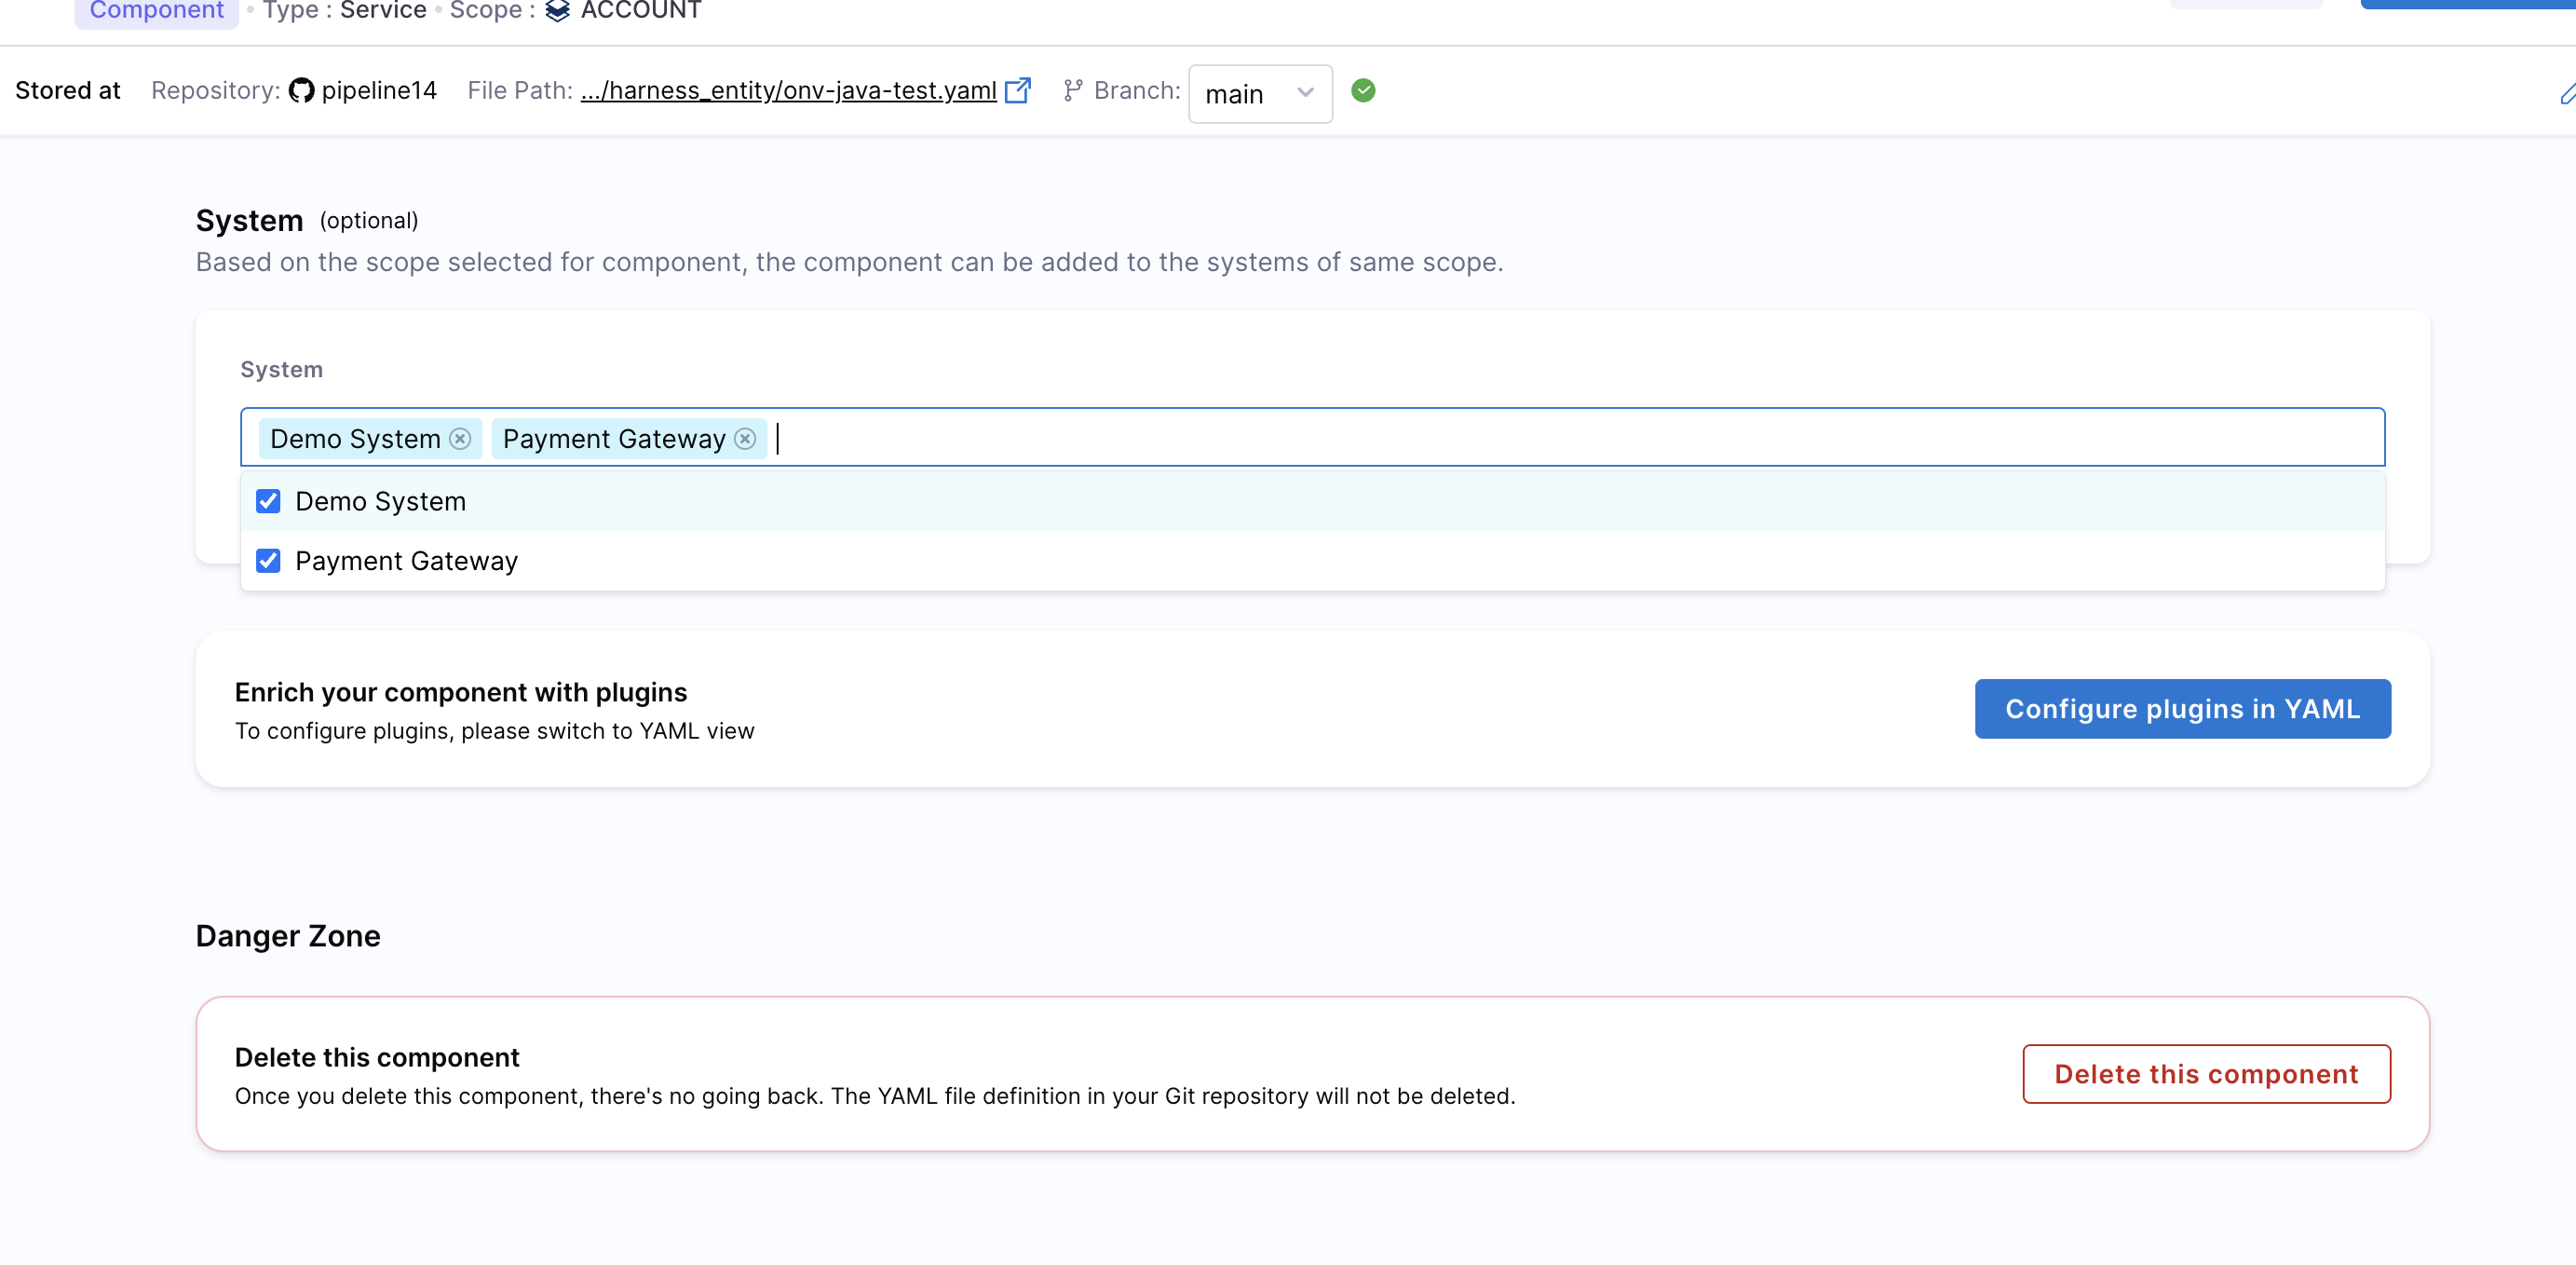 Component • Type : Service • Scope : ACCOUNT
Stored at Repository: pipeline14 File Path: .../harness_entity/onv-java-test.yaml Branch: main
System (optional)
Based on the scope selected for component, the component can be added to the systems of same scope.
System
Demo System Payment Gateway
Demo System
Payment Gateway
Enrich your component with plugins
To configure plugins, please switch to YAML view
Configure plugins in YAML
Danger Zone
Delete this component
Once you delete this component, there's no going back. The YAML file definition in your Git repository will not be deleted.
Delete this component